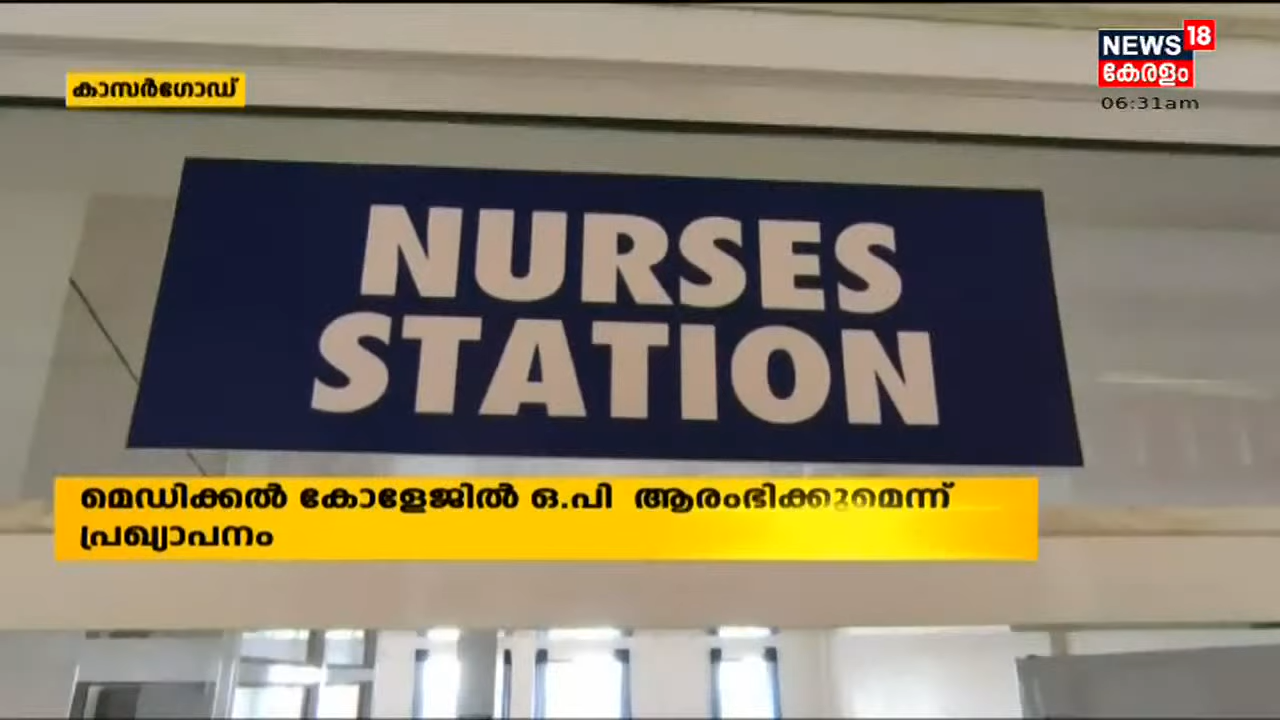 NEWS 18
കേരളം
06:31am
കാസർഗോഡ്
NURSES
STATION
മെഡിക്കൽ കോളേജിൽ ഒ.പി ആരംഭിക്കുമെന്ന്
പ്രഖ്യാപനം